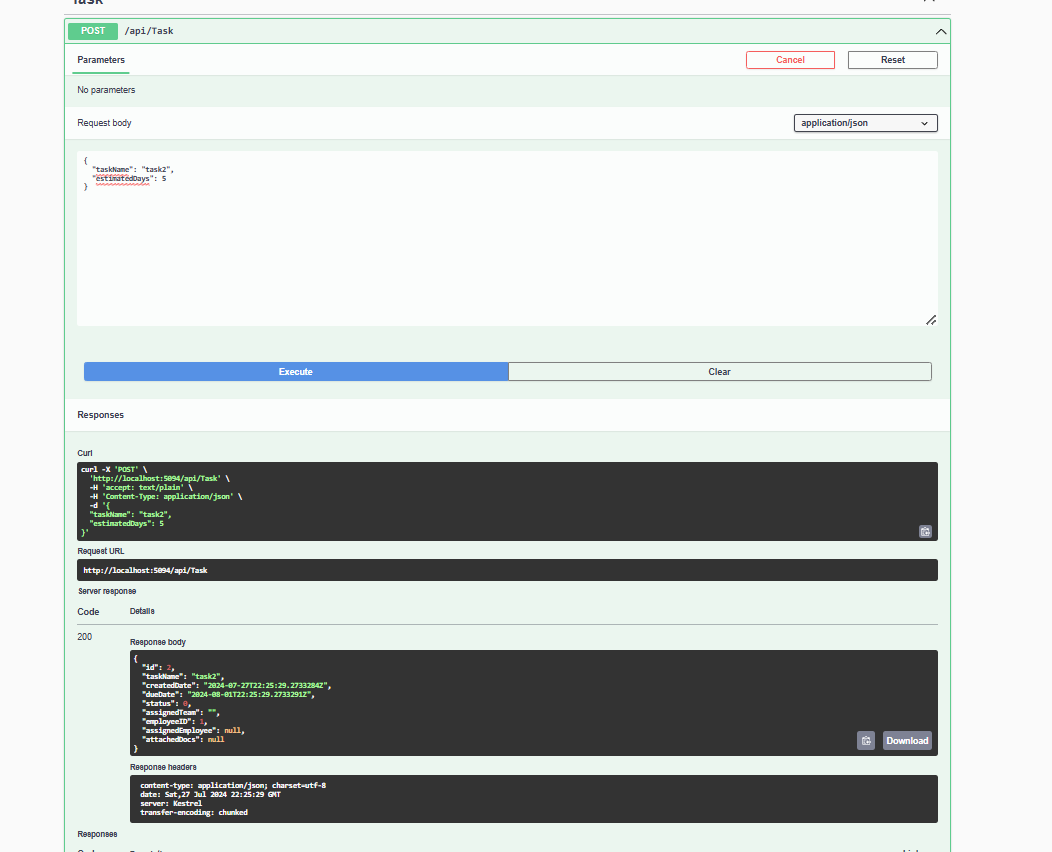 Task
POST /api/Task
Parameters
Cancel
Reset
No parameters
Request body
application/json
{
"taskName": "task2",
"estimatedDays": 5
}
Execute
Clear
Responses
Curl
curl -X 'POST' \
'http://localhost:5094/api/Task' \
-H 'accept: text/plain' \
-H 'Content-Type: application/json' \
-d '{
"taskName": "task2",
"estimatedDays": 5
}'
Request URL
http://localhost:5094/api/Task
Server response
Code Details
200
Response body
{
"id": 2,
"taskName": "task2",
"createdDate": "2024-07-27T22:25:29.2733284Z",
"dueDate": "2024-08-01T22:25:29.2733291Z",
"status": 0,
"assignedTeam": "",
"employeeID": 1,
"assignedEmployee": null,
"attachedDocs": null
}
Download
Response headers
content-type: application/json; charset=utf-8
date: Sat,27 Jul 2024 22:25:29 GMT
server: Kestrel
transfer-encoding: chunked
Responses